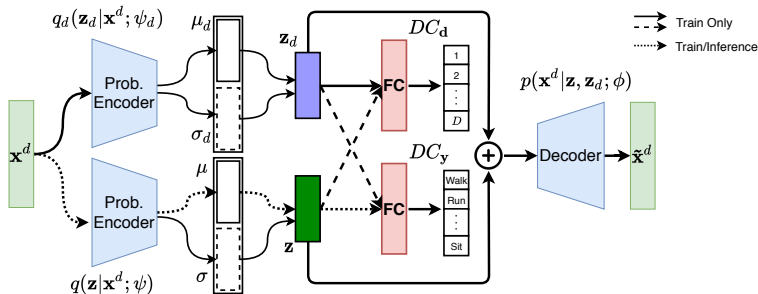 q_d(z_d|x^d; ψ_d)
μ_d
z_d
DC_d
Train Only
Train/Inference
Prob.
Encoder
σ_d
FC
1
2
⋮
D
p(x^d|z, z_d; ϕ)
x^d
μ
DC_y
+
Decoder
x̃^d
Prob.
Encoder
σ
z
FC
Walk
Run
⋮
Sit
q(z|x^d; ψ)